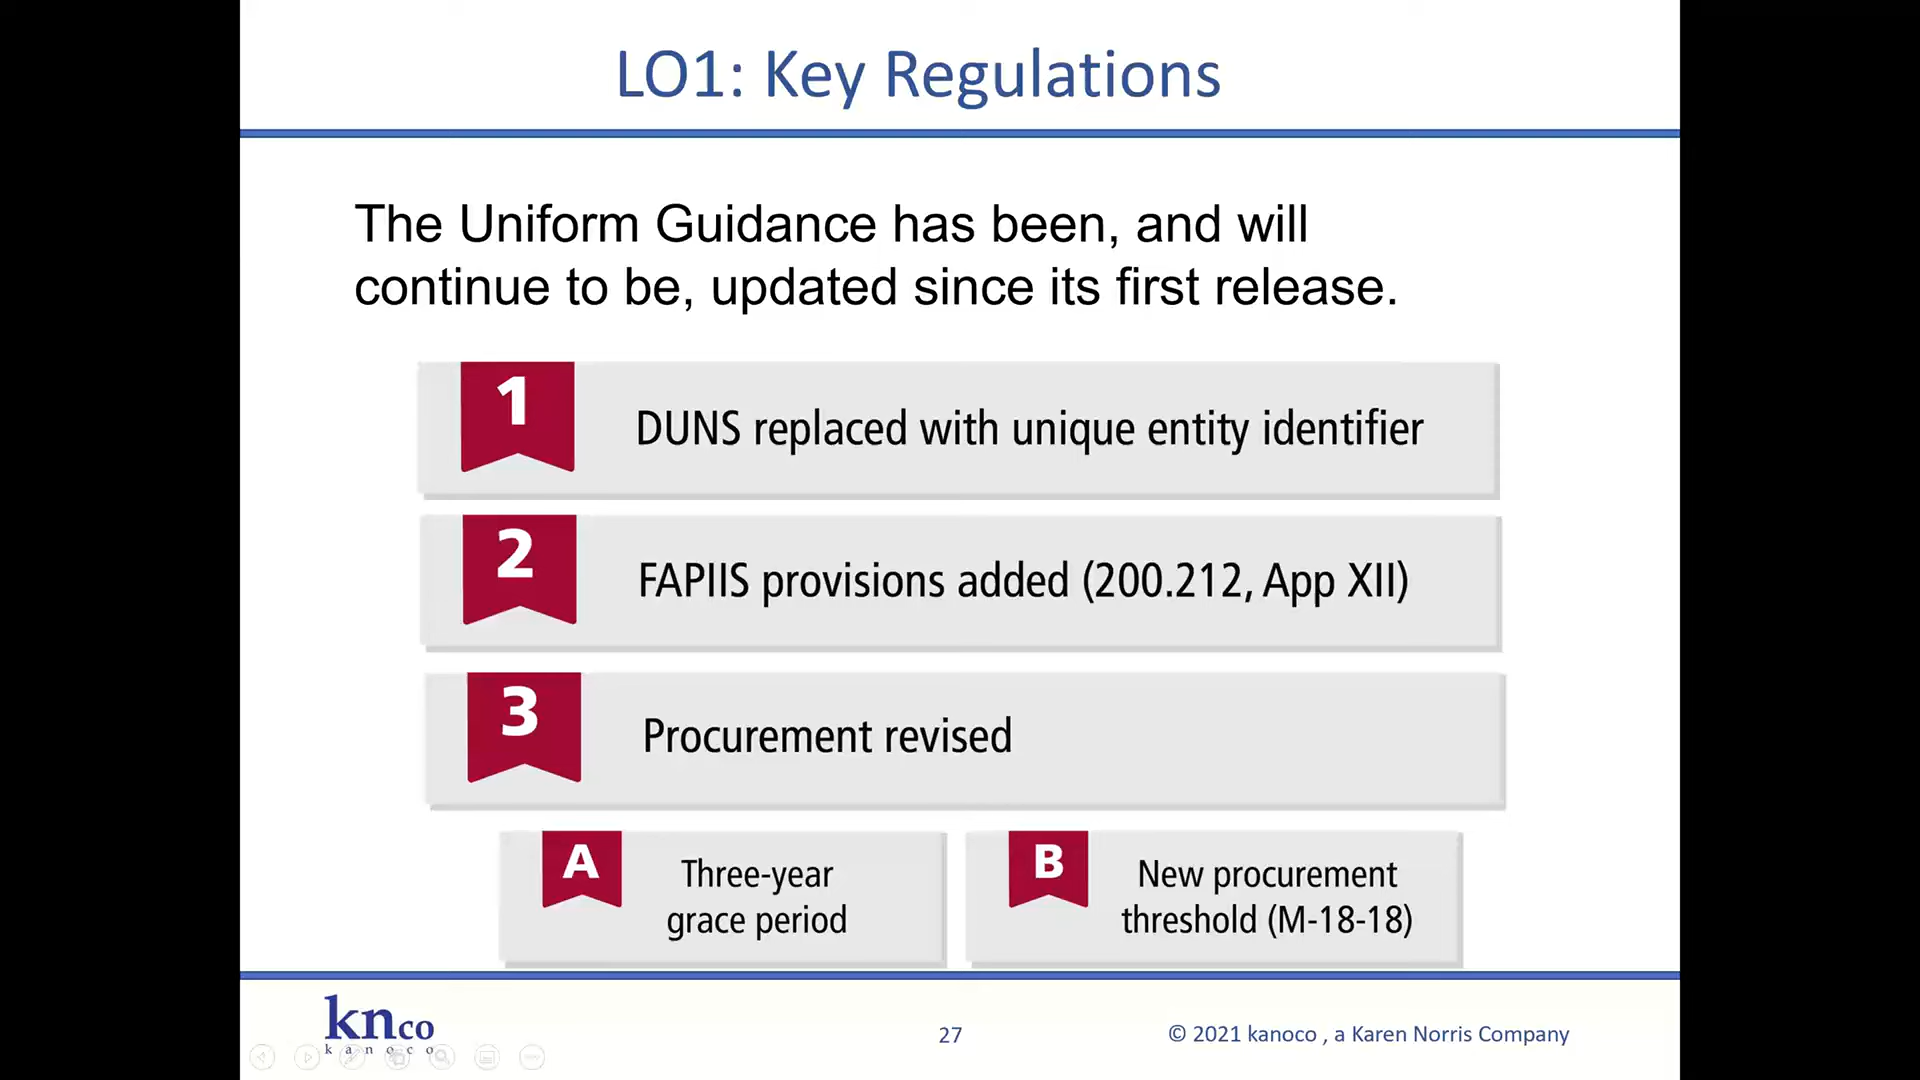 LO1: Key Regulations
The Uniform Guidance has been, and will
continue to be, updated since its first release.
1
DUNS replaced with unique entity identifier
2
FAPIIS provisions added (200.212, App XII)
3
Procurement revised
A
Three-year
grace period
B
New procurement
threshold (M-18-18)
knco
kanoco
27
© 2021 kanoco , a Karen Norris Company